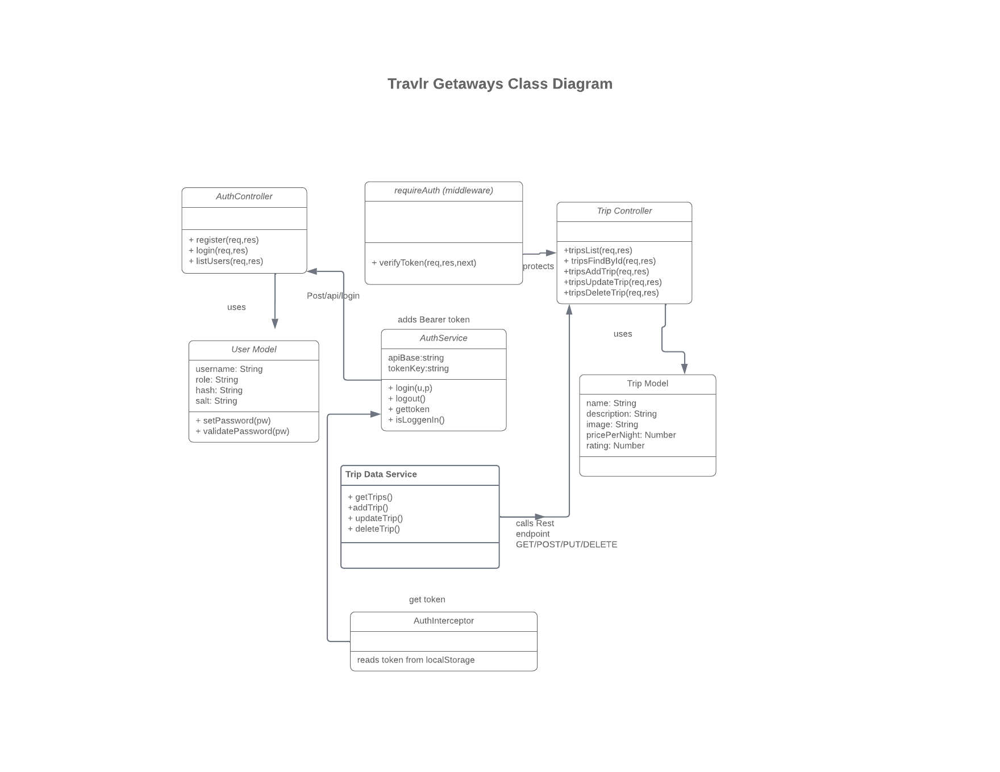 Travlr Getaways Class Diagram
AuthController
+ register(req,res)
+ login(req,res)
+ listUsers(req,res)
requireAuth (middleware)
+ verifyToken(req,res,next)
protects
Trip Controller
+tripsList(req,res)
+ tripsFindById(req,res)
+tripsAddTrip(req,res)
+tripsUpdateTrip(req,res)
+tripsDeleteTrip(req,res)
Post/api/login
uses
adds Bearer token
uses
User Model
username: String
role: String
hash: String
salt: String
+ setPassword(pw)
+ validatePassword(pw)
AuthService
apiBase:string
tokenKey:string
+ login(u,p)
+ logout()
+ gettoken
+ isLoggenIn()
Trip Model
name: String
description: String
image: String
pricePerNight: Number
rating: Number
Trip Data Service
+ getTrips()
+addTrip()
+ updateTrip()
+ deleteTrip()
calls Rest
endpoint
GET/POST/PUT/DELETE
get token
AuthInterceptor
reads token from localStorage